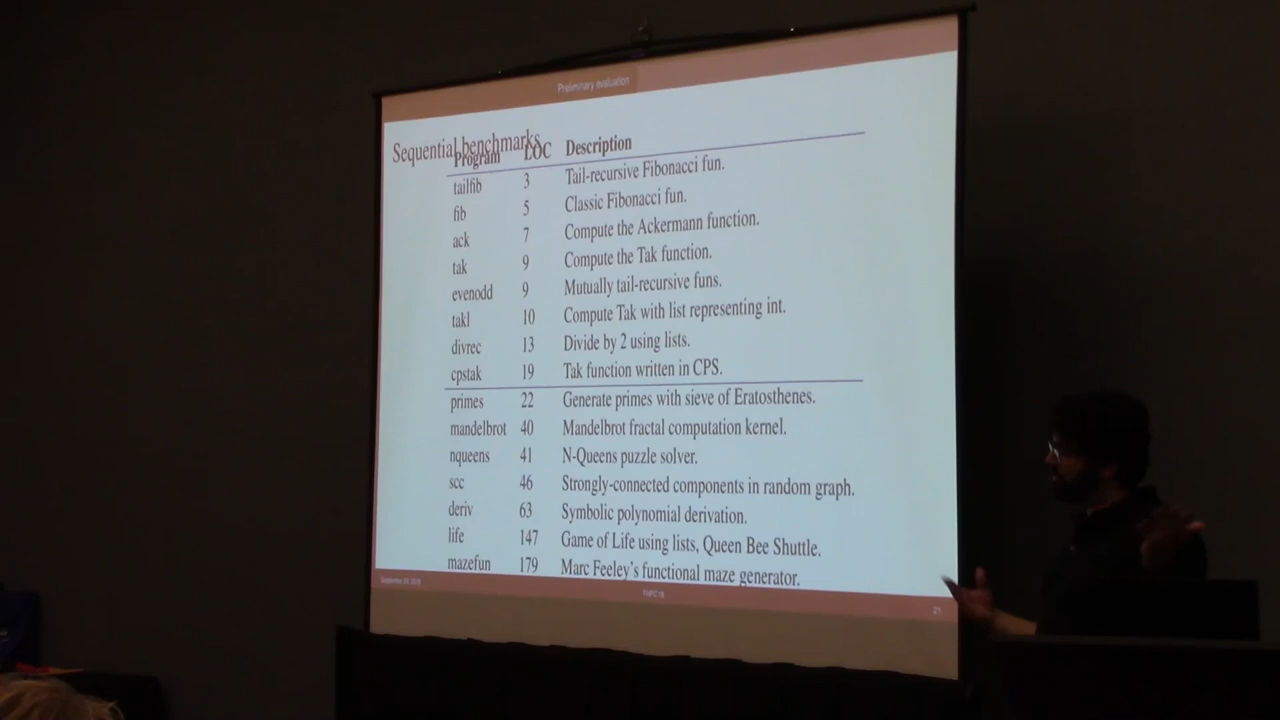 Preliminary evaluation
Sequential benchmarks
Program LOC Description
tailfib 3 Tail-recursive Fibonacci fun.
fib 5 Classic Fibonacci fun.
ack 7 Compute the Ackermann function.
tak 9 Compute the Tak function.
evenodd 9 Mutually tail-recursive funs.
takl 10 Compute Tak with list representing int.
divrec 13 Divide by 2 using lists.
cpstak 19 Tak function written in CPS.
primes 22 Generate primes with sieve of Eratosthenes.
mandelbrot 40 Mandelbrot fractal computation kernel.
nqueens 41 N-Queens puzzle solver.
scc 46 Strongly-connected components in random graph.
deriv 63 Symbolic polynomial derivation.
life 147 Game of Life using lists, Queen Bee Shuttle.
mazefun 179 Marc Feeley's functional maze generator.
21